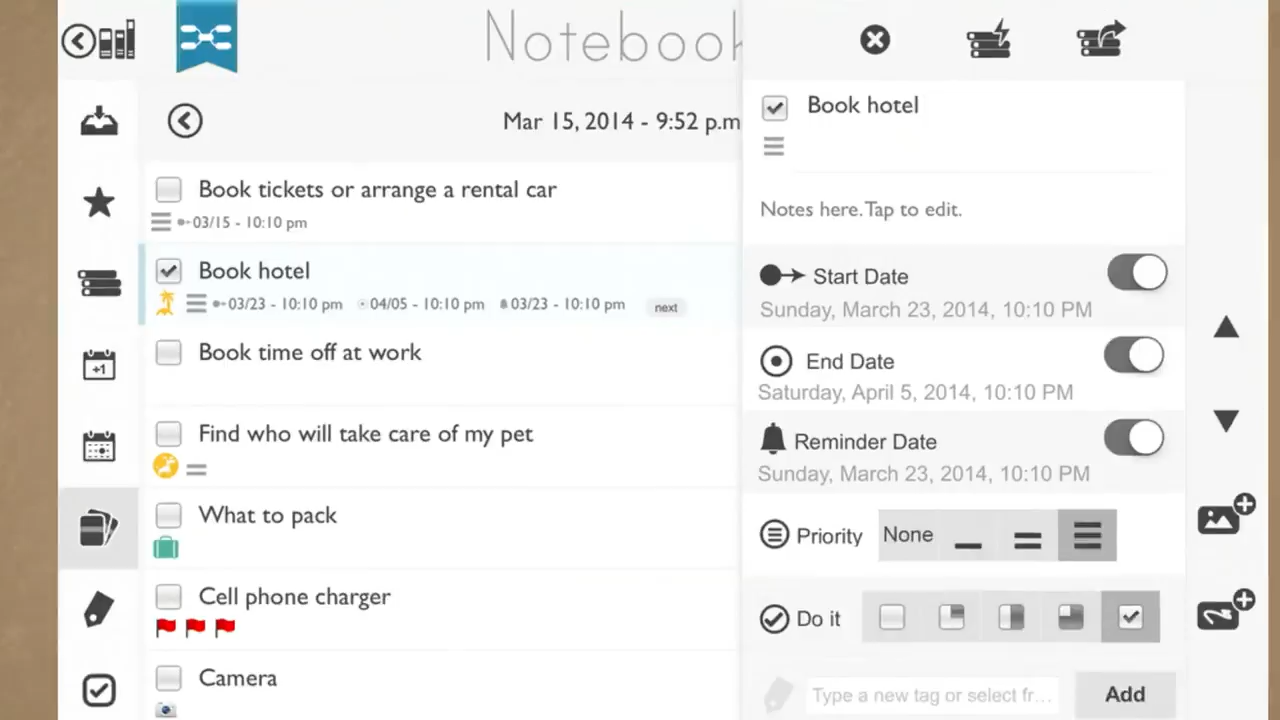 Notebook
Mar 15, 2014 - 9:52 p.m
Book tickets or arrange a rental car
03/15 - 10:10 pm
Book hotel
03/23 - 10:10 pm 04/05 - 10:10 pm 03/23 - 10:10 pm next
Book time off at work
Find who will take care of my pet
What to pack
Cell phone charger
Camera
+1
Book hotel
Notes here. Tap to edit.
Start Date
Sunday, March 23, 2014, 10:10 PM
End Date
Saturday, April 5, 2014, 10:10 PM
Reminder Date
Sunday, March 23, 2014, 10:10 PM
Priority None
Do it
Type a new tag or select fr... Add